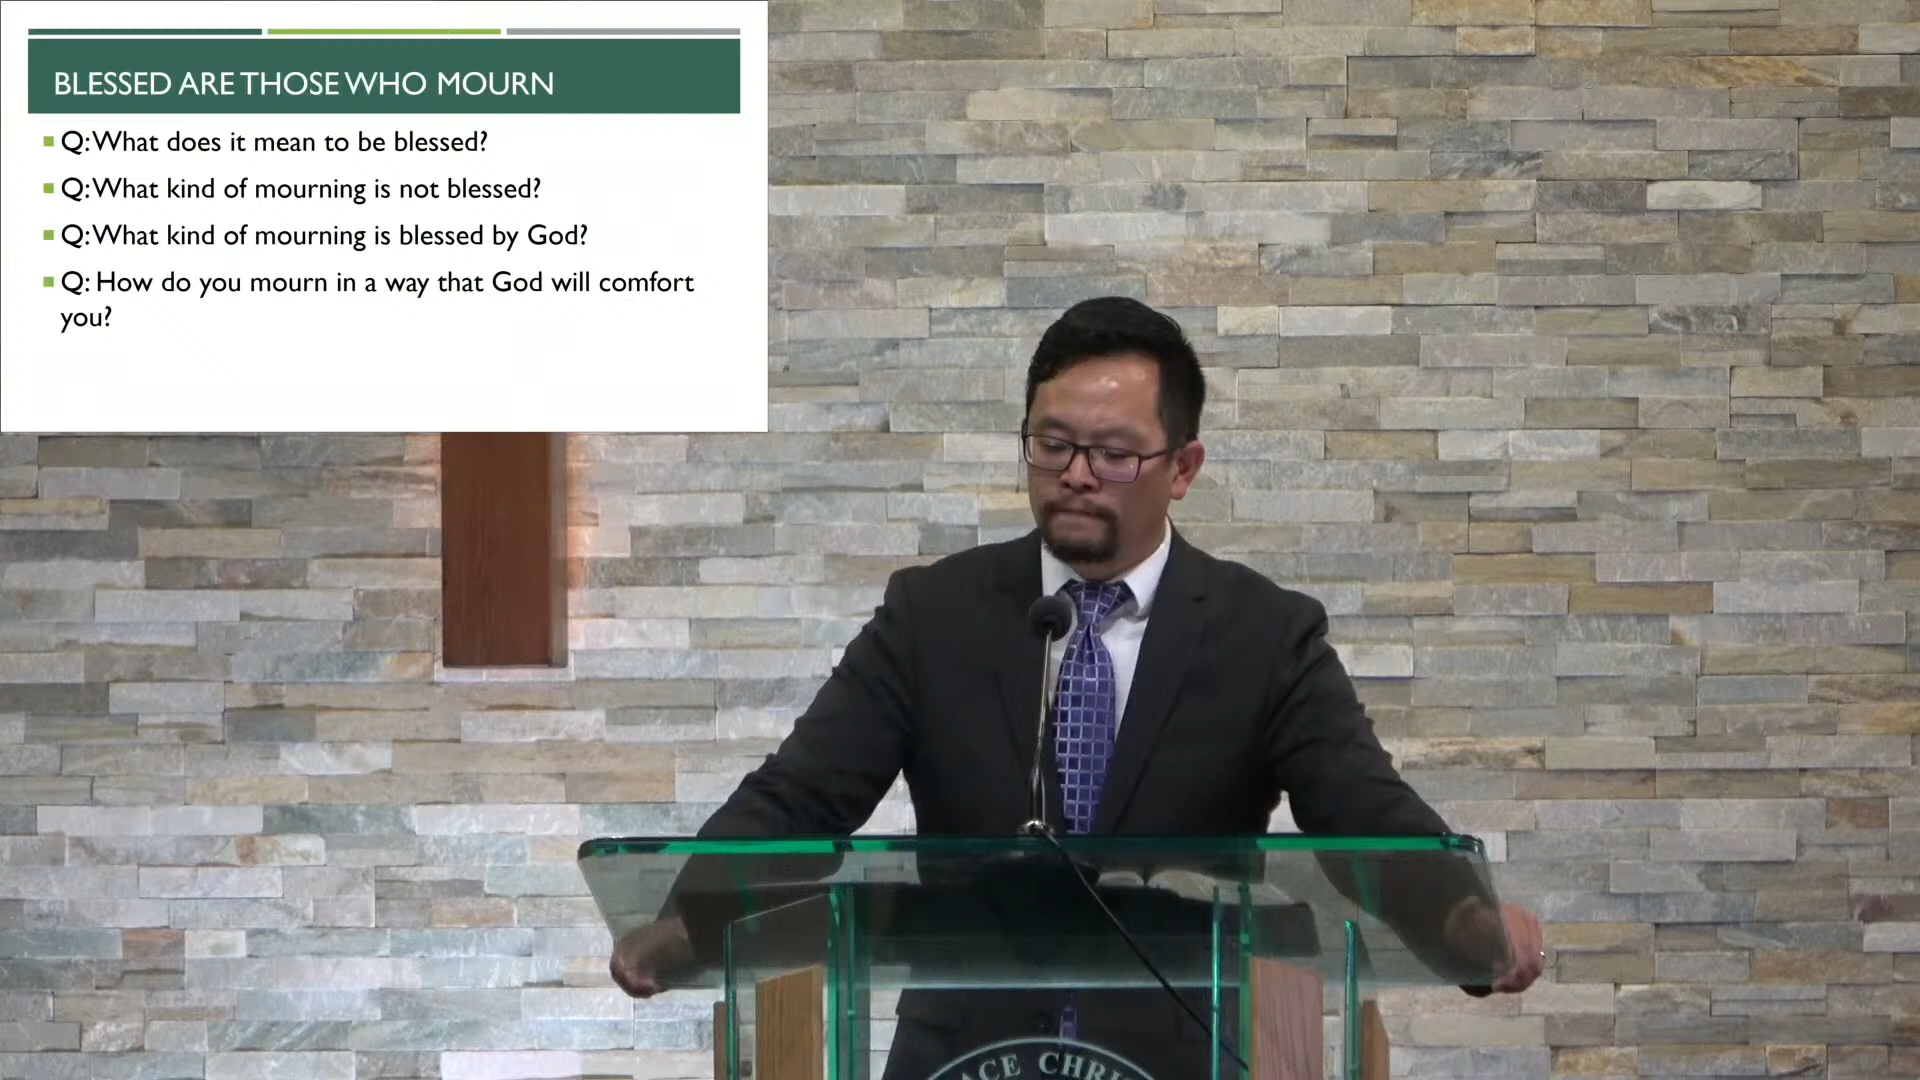 BLESSED ARE THOSE WHO MOURN
Q: What does it mean to be blessed?
Q: What kind of mourning is not blessed?
Q: What kind of mourning is blessed by God?
Q: How do you mourn in a way that God will comfort
you?